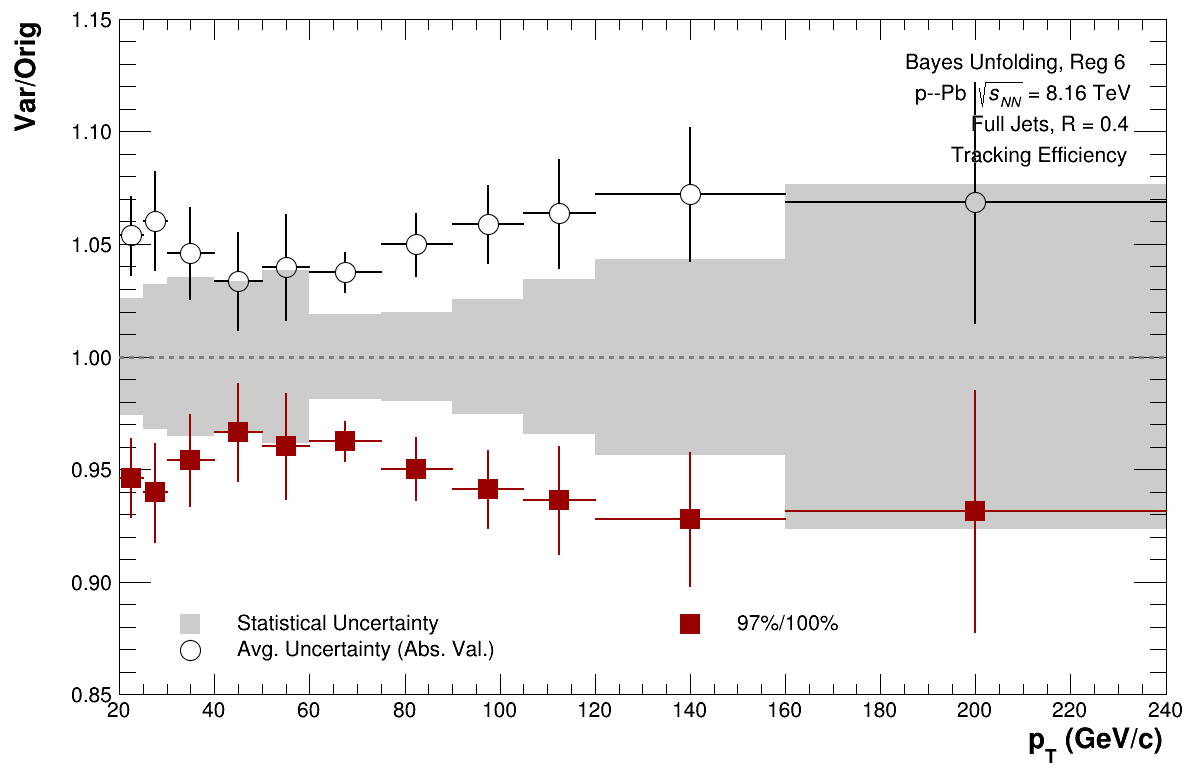 Var/Orig
1.15
1.10
1.05
1.00
0.95
0.90
0.85
Bayes Unfolding, Reg 6
p--Pb √sNN = 8.16 TeV
Full Jets, R = 0.4
Tracking Efficiency
Statistical Uncertainty
97%/100%
Avg. Uncertainty (Abs. Val.)
20 40 60 80 100 120 140 160 180 200 220 240
pT (GeV/c)